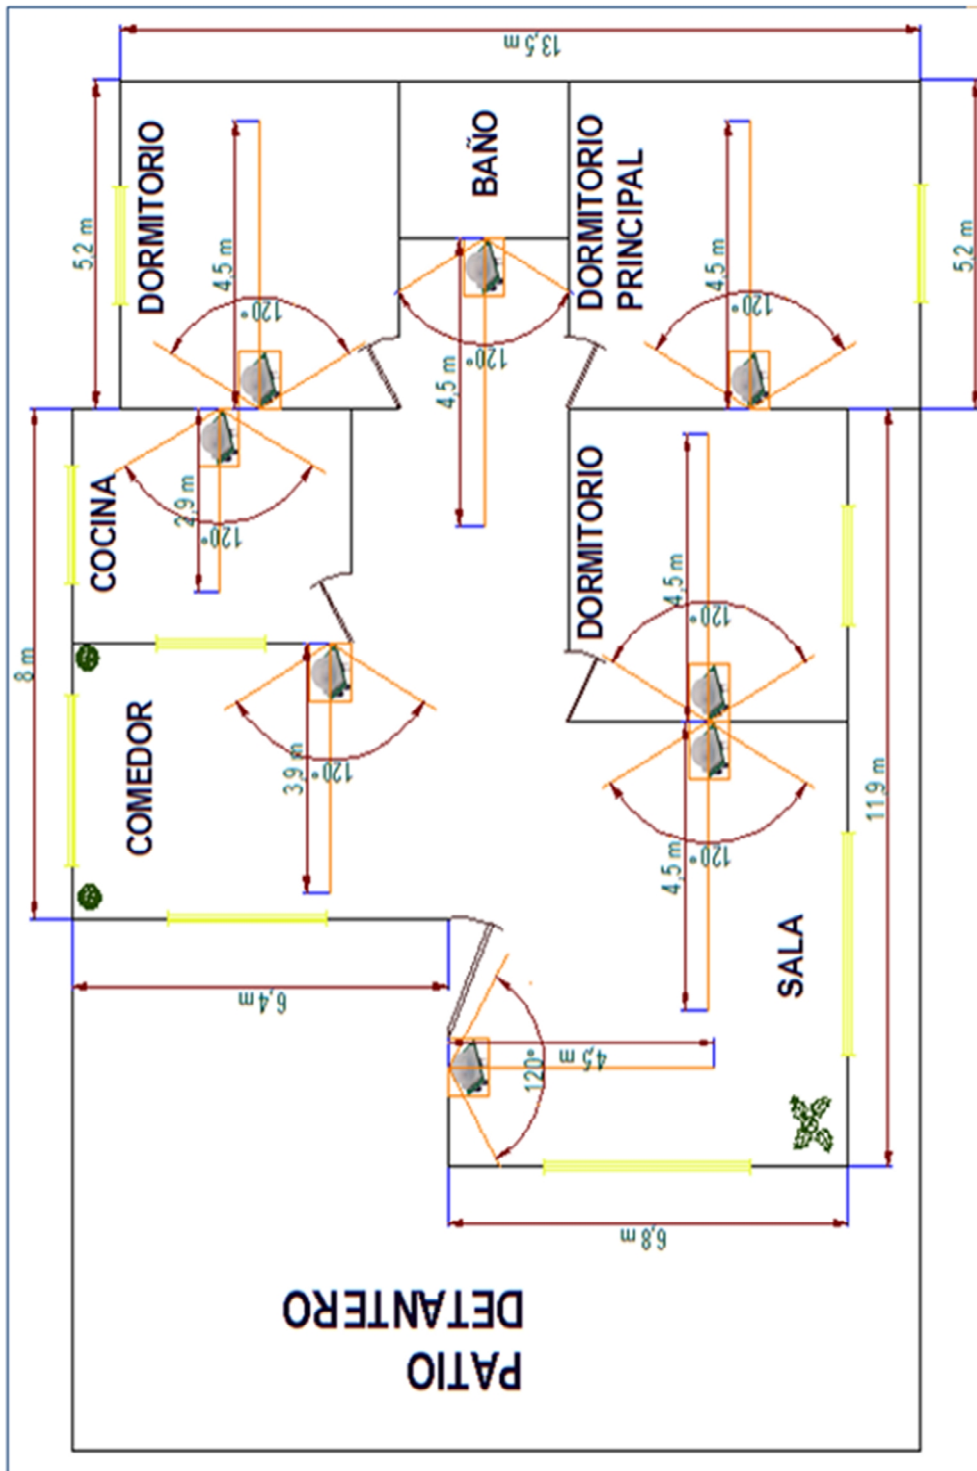 13,5 m
5,2 m
DORMITORIO
4,5 m
120°
BAÑO
4,5 m
120°
DORMITORIO
PRINCIPAL
4,5 m
120°
5,2 m
COCINA
2,9 m
120°
8 m
COMEDOR
3,9 m
120°
DORMITORIO
4,5 m
120°
4,5 m
120°
SALA
11,9 m
6,4 m
4,5 m
120°
6,8 m
PATIO
DETANTERO